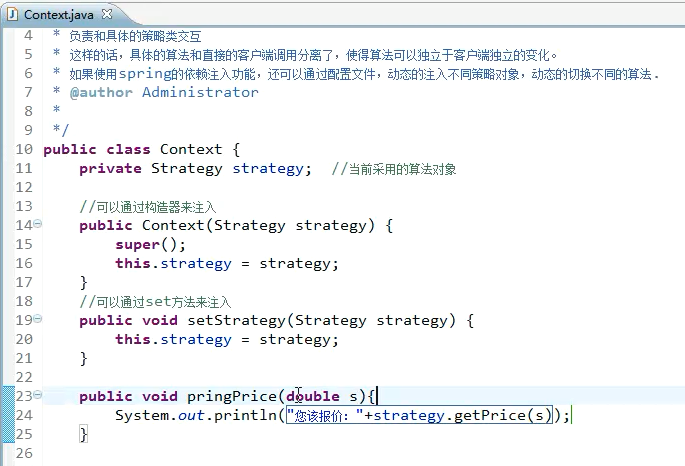 Context.java
4 * 负责和具体的策略类交互
5 * 这样的话，具体的算法和直接的客户端调用分离了，使得算法可以独立于客户端独立的变化。
6 * 如果使用spring的依赖注入功能，还可以通过配置文件，动态的注入不同策略对象，动态的切换不同的算法.
7 * @author Administrator
8 *
9 */
10 public class Context {
11 private Strategy strategy; //当前采用的算法对象
12
13 //可以通过构造器来注入
14 public Context(Strategy strategy) {
15 super();
16 this.strategy = strategy;
17 }
18 //可以通过set方法来注入
19 public void setStrategy(Strategy strategy) {
20 this.strategy = strategy;
21 }
22
23 public void pringPrice(double s){
24 System.out.println("您该报价："+strategy.getPrice(s));
25 }
26